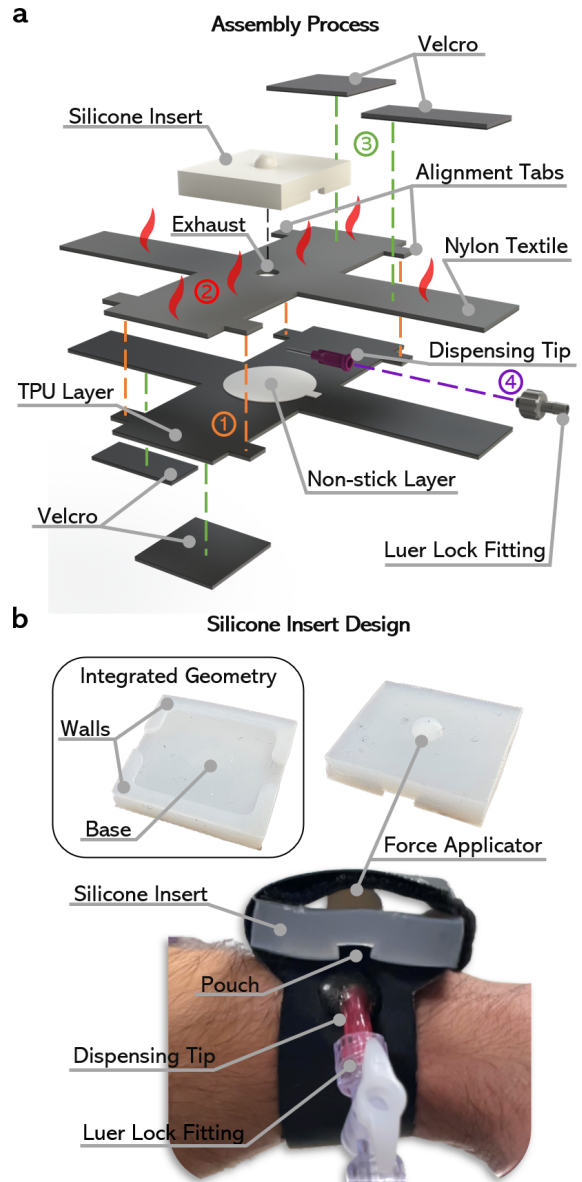 a
Assembly Process
Velcro
Silicone Insert
3
Alignment Tabs
Exhaust
Nylon Textile
2
Dispensing Tip
4
TPU Layer
1
Non-stick Layer
Velcro
Luer Lock Fitting
b
Silicone Insert Design
Integrated Geometry
Walls
Base
Force Applicator
Silicone Insert
Pouch
Dispensing Tip
Luer Lock Fitting